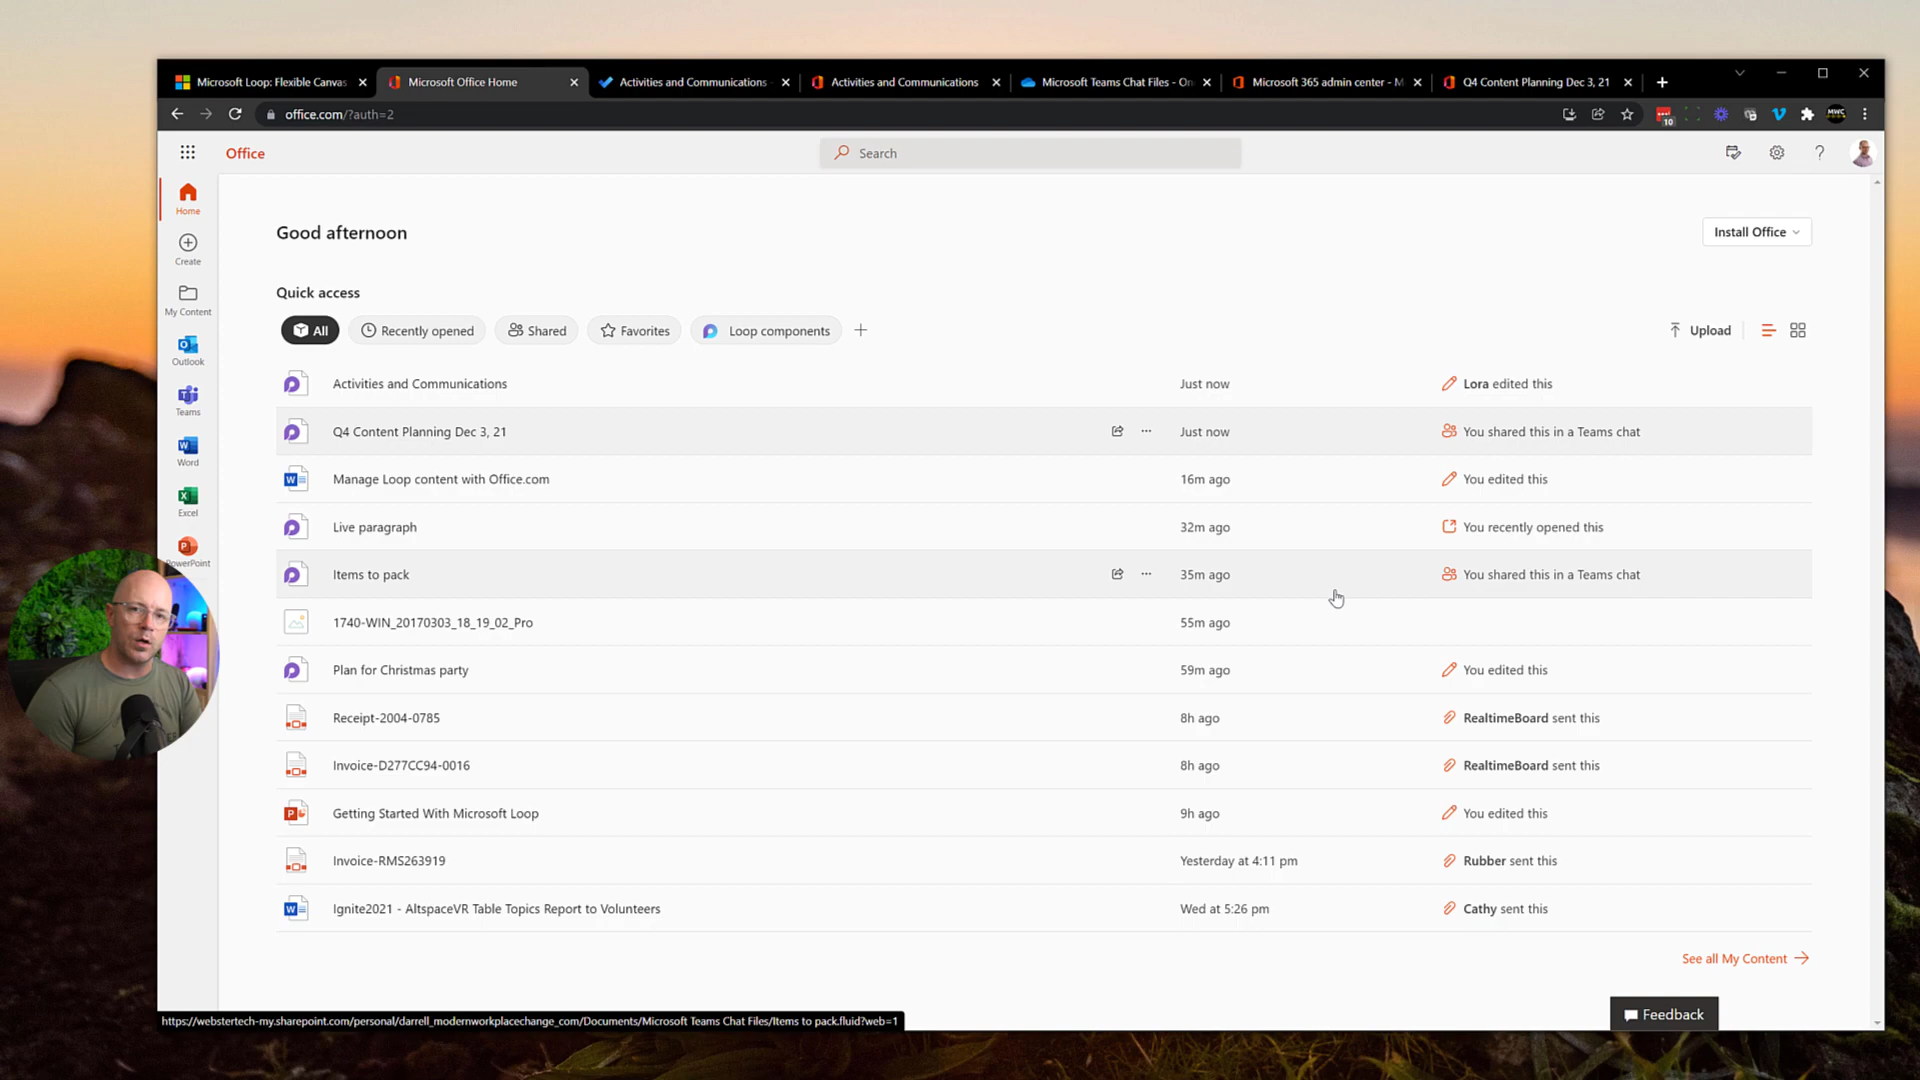 Microsoft Loop: Flexible Canvas
Microsoft Office Home
Activities and Communications -
Activities and Communications
Microsoft Teams Chat Files - On
Microsoft 365 admin center - M
Q4 Content Planning Dec 3, 21
office.com/?auth=2
10
Office
Search
Home
Create
My Content
Outlook
Teams
Word
Excel
PowerPoint
Good afternoon
Install Office
Quick access
All
Recently opened
Shared
Favorites
Loop components
Upload
Activities and Communications Just now Lora edited this
Q4 Content Planning Dec 3, 21 Just now You shared this in a Teams chat
Manage Loop content with Office.com 16m ago You edited this
Live paragraph 32m ago You recently opened this
Items to pack 35m ago You shared this in a Teams chat
1740-WIN_20170303_18_19_02_Pro 55m ago
Plan for Christmas party 59m ago You edited this
Receipt-2004-0785 8h ago RealtimeBoard sent this
Invoice-D277CC94-0016 8h ago RealtimeBoard sent this
Getting Started With Microsoft Loop 9h ago You edited this
Invoice-RMS263919 Yesterday at 4:11 pm Rubber sent this
Ignite2021 - AltspaceVR Table Topics Report to Volunteers Wed at 5:26 pm Cathy sent this
See all My Content
Feedback
https://webstertech-my.sharepoint.com/personal/darrell_modernworkplacechange_com/Documents/Microsoft Teams Chat Files/Items to pack.fluid?web=1